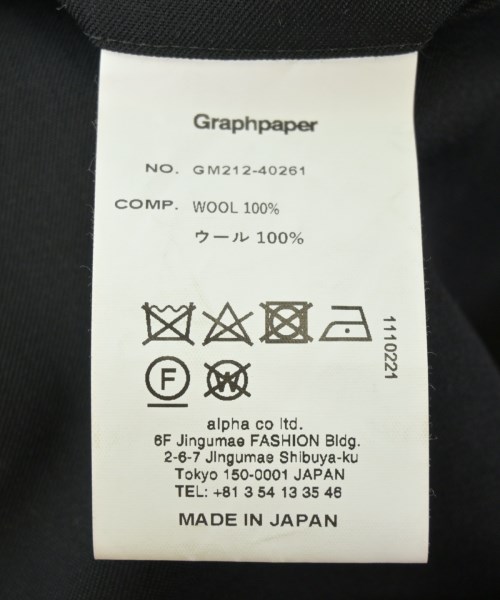 Graphpaper
NO. GM212-40261
COMP. WOOL 100%
ウール 100%
1110221
F W
alpha co ltd.
6F Jingumae FASHION Bldg.
2-6-7 Jingumae Shibuya-ku
Tokyo 150-0001 JAPAN
TEL: +81 3 54 13 35 46
MADE IN JAPAN